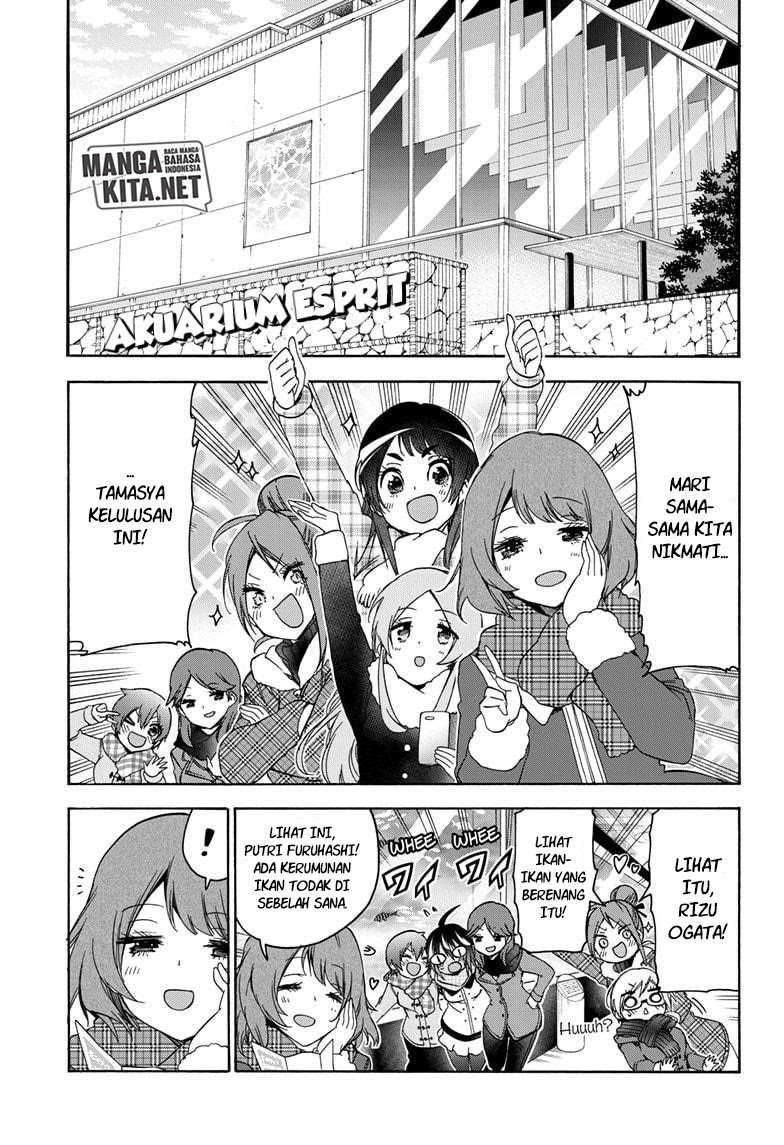 MANGA
KITA.NET
BACA MANGA
BAHASA
INDONESIA
AKUARIUM ESPRIT
MARI
SAMA-
SAMA KITA
NIKMATI...
...
TAMASYA
KELULUSAN
INI!
LIHAT
ITU,
RIZU
OGATA!
LIHAT
IKAN-
IKAN YANG
BERENANG
ITU!
Huuuh?
WHEE
WHEE
ワイ
ワイ
LIHAT INI,
PUTRI FURUHASHI!
ADA KERUMUNAN
IKAN TODAK DI
SEBELAH SANA.
!